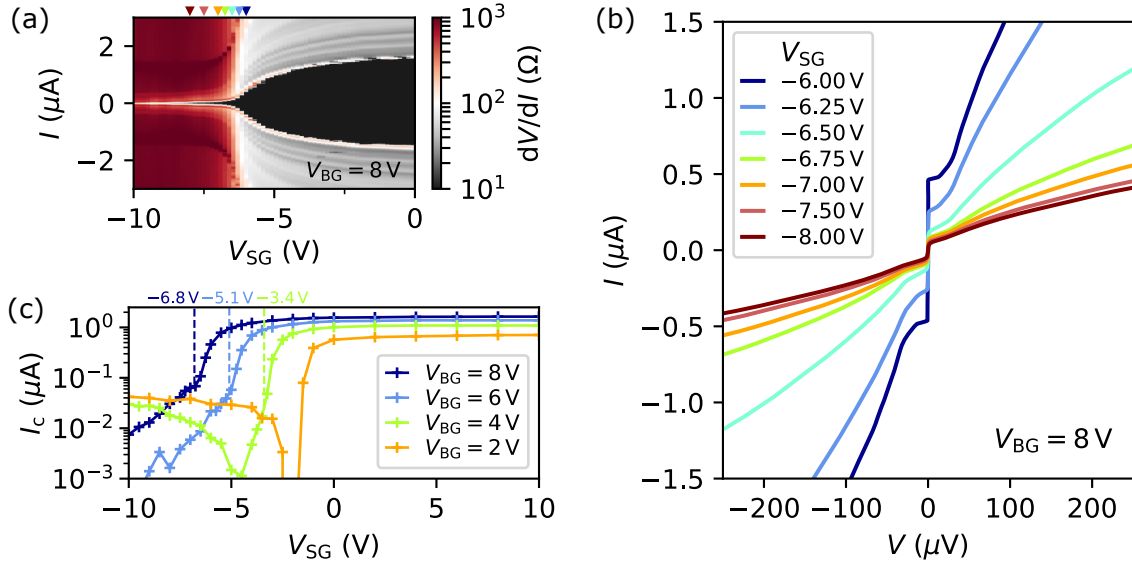 (a)
I (μA)
2
0
−2
−10
−5
0
V_SG (V)
V_BG = 8 V
10³
10²
10¹
dV/dI (Ω)
(b)
I (μA)
1.5
1.0
0.5
0.0
−0.5
−1.0
−1.5
V_SG
−6.00 V
−6.25 V
−6.50 V
−6.75 V
−7.00 V
−7.50 V
−8.00 V
V_BG = 8 V
−200
−100
0
100
200
V (μV)
(c)
−6.8 V
−5.1 V
−3.4 V
I_c (μA)
10⁰
10⁻¹
10⁻²
10⁻³
V_BG = 8 V
V_BG = 6 V
V_BG = 4 V
V_BG = 2 V
−10
−5
0
5
10
V_SG (V)